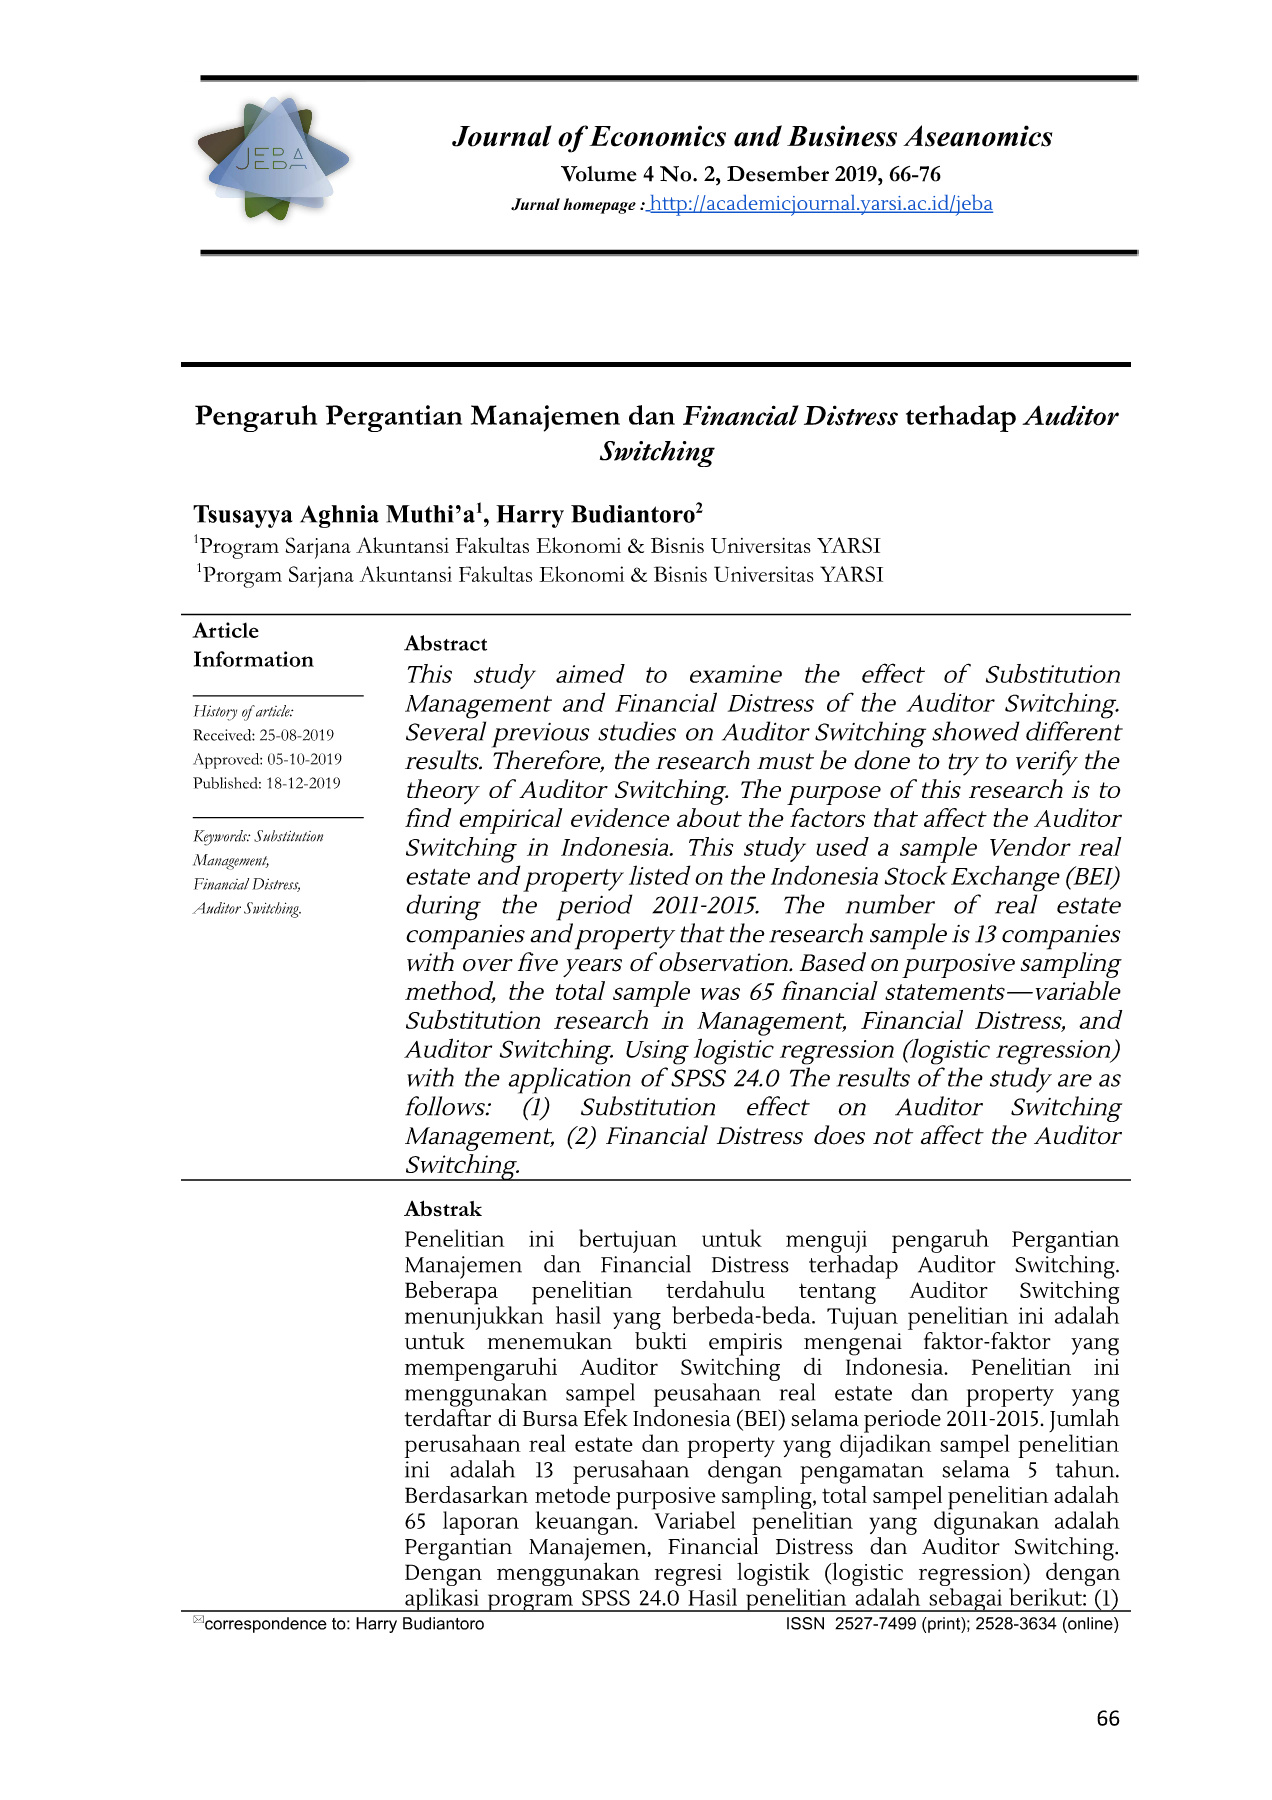 JEBA
Journal of Economics and Business Aseanomics
Volume 4 No. 2, Desember 2019, 66-76
Jurnal homepage : http://academicjournal.yarsi.ac.id/jeba
Pengaruh Pergantian Manajemen dan Financial Distress terhadap Auditor
Switching
Tsusayya Aghnia Muthi’a1, Harry Budiantoro2
1Program Sarjana Akuntansi Fakultas Ekonomi & Bisnis Universitas YARSI
1Prorgam Sarjana Akuntansi Fakultas Ekonomi & Bisnis Universitas YARSI
Article
Information
History of article:
Received: 25-08-2019
Approved: 05-10-2019
Published: 18-12-2019
Keywords: Substitution
Management,
Financial Distress,
Auditor Switching.
Abstract
This study aimed to examine the effect of Substitution
Management and Financial Distress of the Auditor Switching.
Several previous studies on Auditor Switching showed different
results. Therefore, the research must be done to try to verify the
theory of Auditor Switching. The purpose of this research is to
find empirical evidence about the factors that affect the Auditor
Switching in Indonesia. This study used a sample Vendor real
estate and property listed on the Indonesia Stock Exchange (BEI)
during the period 2011-2015. The number of real estate
companies and property that the research sample is 13 companies
with over five years of observation. Based on purposive sampling
method, the total sample was 65 financial statements—variable
Substitution research in Management, Financial Distress, and
Auditor Switching. Using logistic regression (logistic regression)
with the application of SPSS 24.0 The results of the study are as
follows: (1) Substitution effect on Auditor Switching
Management, (2) Financial Distress does not affect the Auditor
Switching.
Abstrak
Penelitian ini bertujuan untuk menguji pengaruh Pergantian
Manajemen dan Financial Distress terhadap Auditor Switching.
Beberapa penelitian terdahulu tentang Auditor Switching
menunjukkan hasil yang berbeda-beda. Tujuan penelitian ini adalah
untuk menemukan bukti empiris mengenai faktor-faktor yang
mempengaruhi Auditor Switching di Indonesia. Penelitian ini
menggunakan sampel peusahaan real estate dan property yang
terdaftar di Bursa Efek Indonesia (BEI) selama periode 2011-2015. Jumlah
perusahaan real estate dan property yang dijadikan sampel penelitian
ini adalah 13 perusahaan dengan pengamatan selama 5 tahun.
Berdasarkan metode purposive sampling, total sampel penelitian adalah
65 laporan keuangan. Variabel penelitian yang digunakan adalah
Pergantian Manajemen, Financial Distress dan Auditor Switching.
Dengan menggunakan regresi logistik (logistic regression) dengan
aplikasi program SPSS 24.0 Hasil penelitian adalah sebagai berikut: (1)
correspondence to: Harry Budiantoro
ISSN 2527-7499 (print); 2528-3634 (online)
66